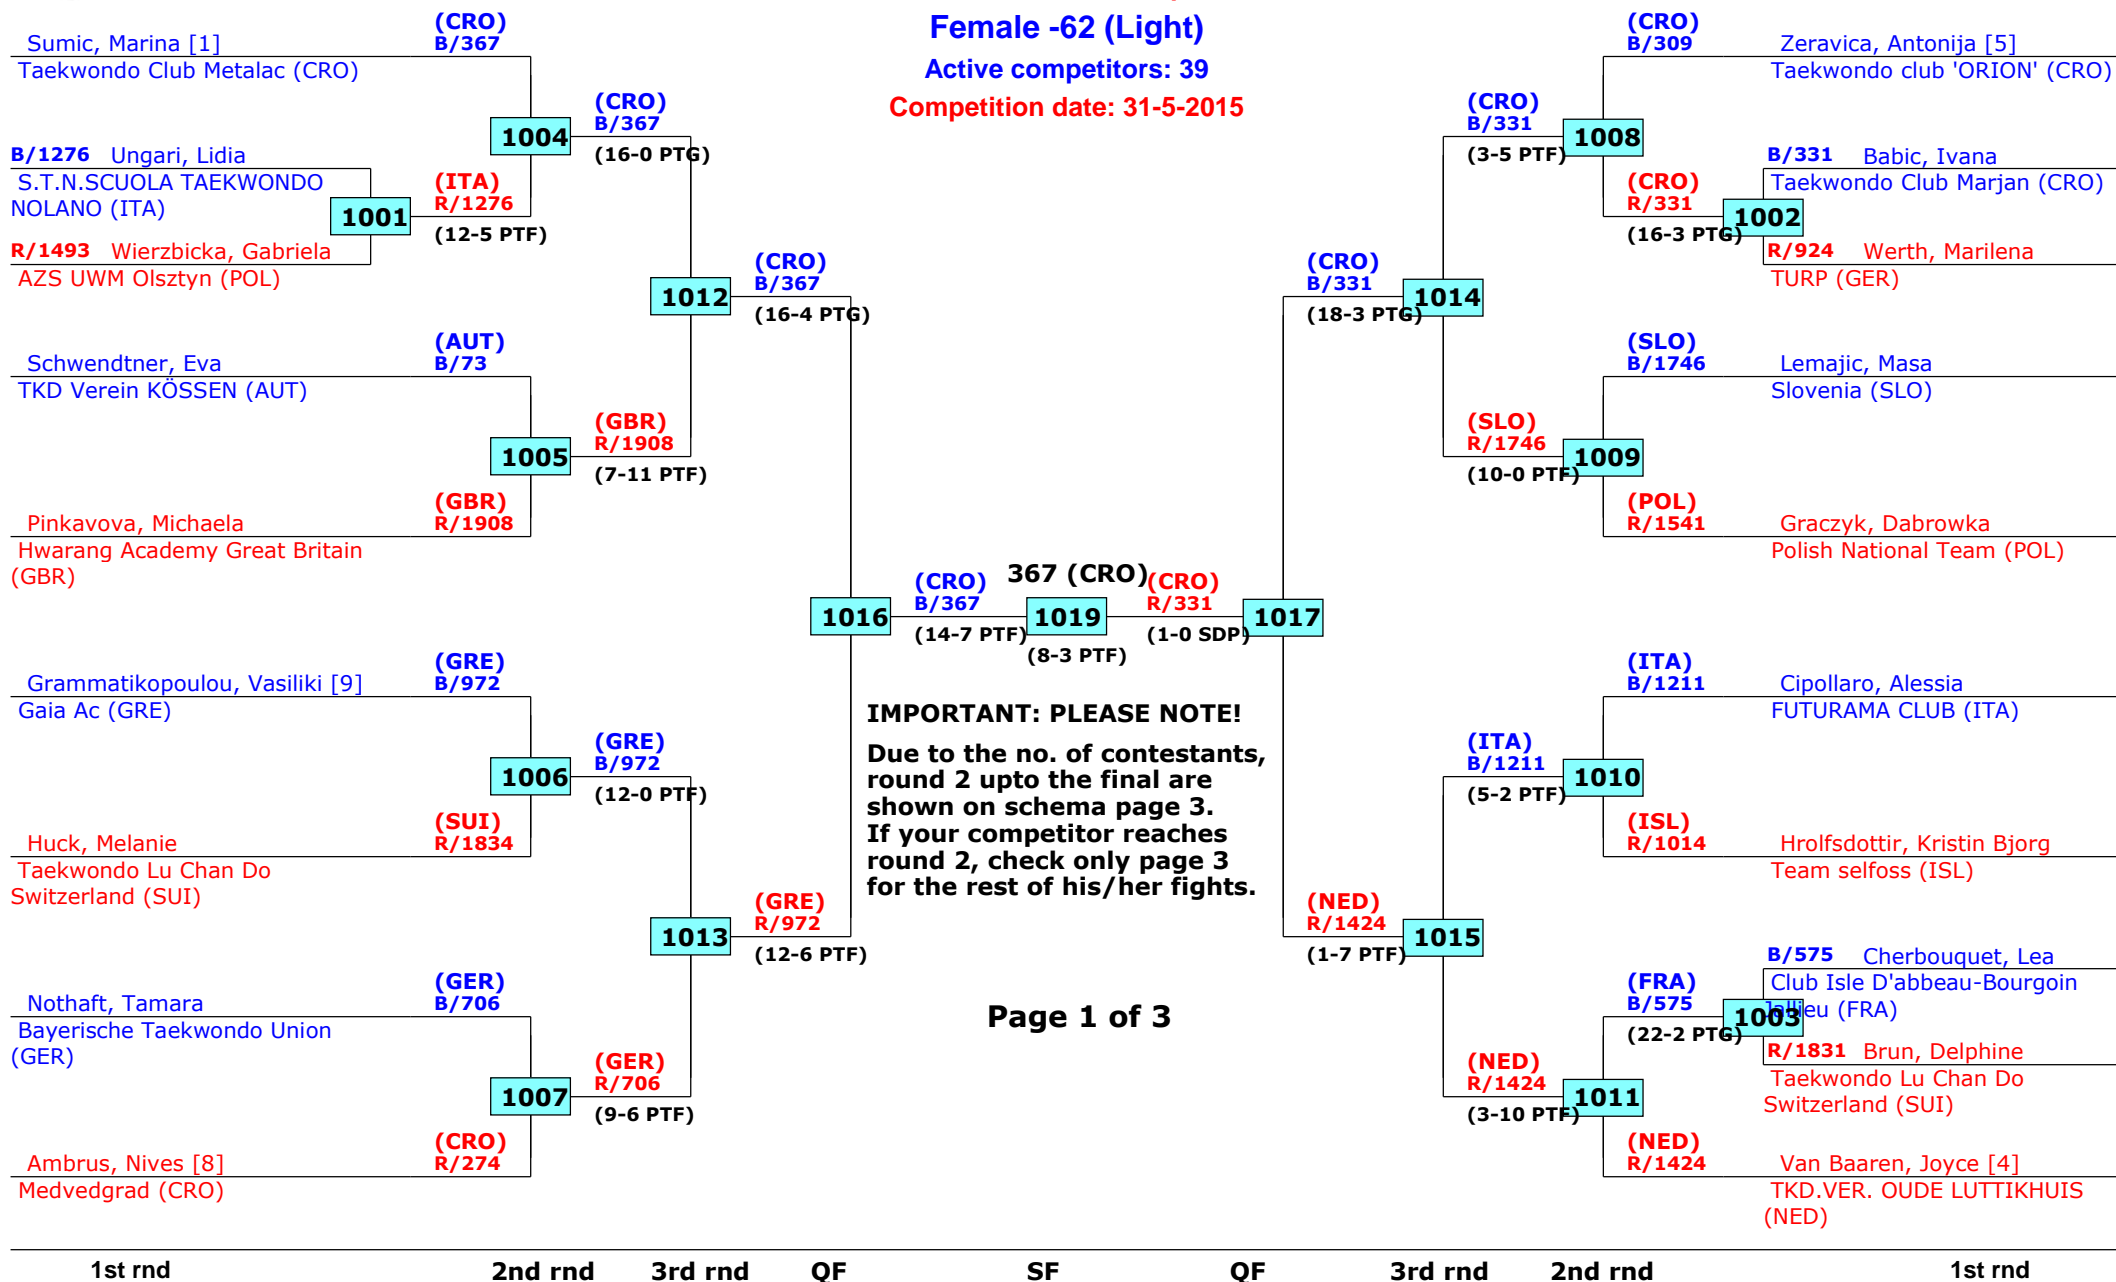 Female -62 (Light)
Active competitors: 39
Competition date: 31-5-2015
Sumic, Marina [1]
Taekwondo Club Metalac (CRO)
(CRO)
B/367
B/1276 Ungari, Lidia
S.T.N.SCUOLA TAEKWONDO
NOLANO (ITA)
1001
R/1493 Wierzbicka, Gabriela
AZS UWM Olsztyn (POL)
(ITA)
R/1276
(12-5 PTF)
1004
(CRO)
B/367
(16-0 PTG)
Schwendtner, Eva
TKD Verein KÖSSEN (AUT)
(AUT)
B/73
1005
Pinkavova, Michaela
Hwarang Academy Great Britain
(GBR)
(GBR)
R/1908
(GBR)
R/1908
(7-11 PTF)
1012
(CRO)
B/367
(16-4 PTG)
Grammatikopoulou, Vasiliki [9]
Gaia Ac (GRE)
(GRE)
B/972
1006
Huck, Melanie
Taekwondo Lu Chan Do
Switzerland (SUI)
(SUI)
R/1834
(GRE)
B/972
(12-0 PTF)
Nothaft, Tamara
Bayerische Taekwondo Union
(GER)
(GER)
B/706
1007
Ambrus, Nives [8]
Medvedgrad (CRO)
(CRO)
R/274
(GER)
R/706
(9-6 PTF)
1013
(GRE)
R/972
(12-6 PTF)
1016
(CRO)
B/367
(14-7 PTF)
367 (CRO)
1019
(8-3 PTF)
(CRO)
R/331
(1-0 SDP)
1017
IMPORTANT: PLEASE NOTE!
Due to the no. of contestants,
round 2 upto the final are
shown on schema page 3.
If your competitor reaches
round 2, check only page 3
for the rest of his/her fights.
Page 1 of 3
(CRO)
B/331
(18-3 PTG)
1014
(CRO)
B/331
(3-5 PTF)
1008
(CRO)
B/309
Zeravica, Antonija [5]
Taekwondo club 'ORION' (CRO)
(CRO)
R/331
(16-3 PTG)
1002
B/331 Babic, Ivana
Taekwondo Club Marjan (CRO)
R/924 Werth, Marilena
TURP (GER)
(SLO)
R/1746
(10-0 PTF)
1009
(SLO)
B/1746
Lemajic, Masa
Slovenia (SLO)
(POL)
R/1541
Graczyk, Dabrowka
Polish National Team (POL)
(NED)
R/1424
(1-7 PTF)
1015
(ITA)
B/1211
(5-2 PTF)
1010
(ITA)
B/1211
Cipollaro, Alessia
FUTURAMA CLUB (ITA)
(ISL)
R/1014
Hrolfsdottir, Kristin Bjorg
Team selfoss (ISL)
(NED)
R/1424
(3-10 PTF)
1011
(FRA)
B/575
(22-2 PTG)
1003
B/575 Cherbouquet, Lea
Club Isle D'abbeau-Bourgoin
Jallieu (FRA)
R/1831 Brun, Delphine
Taekwondo Lu Chan Do
Switzerland (SUI)
(NED)
R/1424
Van Baaren, Joyce [4]
TKD.VER. OUDE LUTTIKHUIS
(NED)
1st rnd 2nd rnd 3rd rnd QF SF QF 3rd rnd 2nd rnd 1st rnd